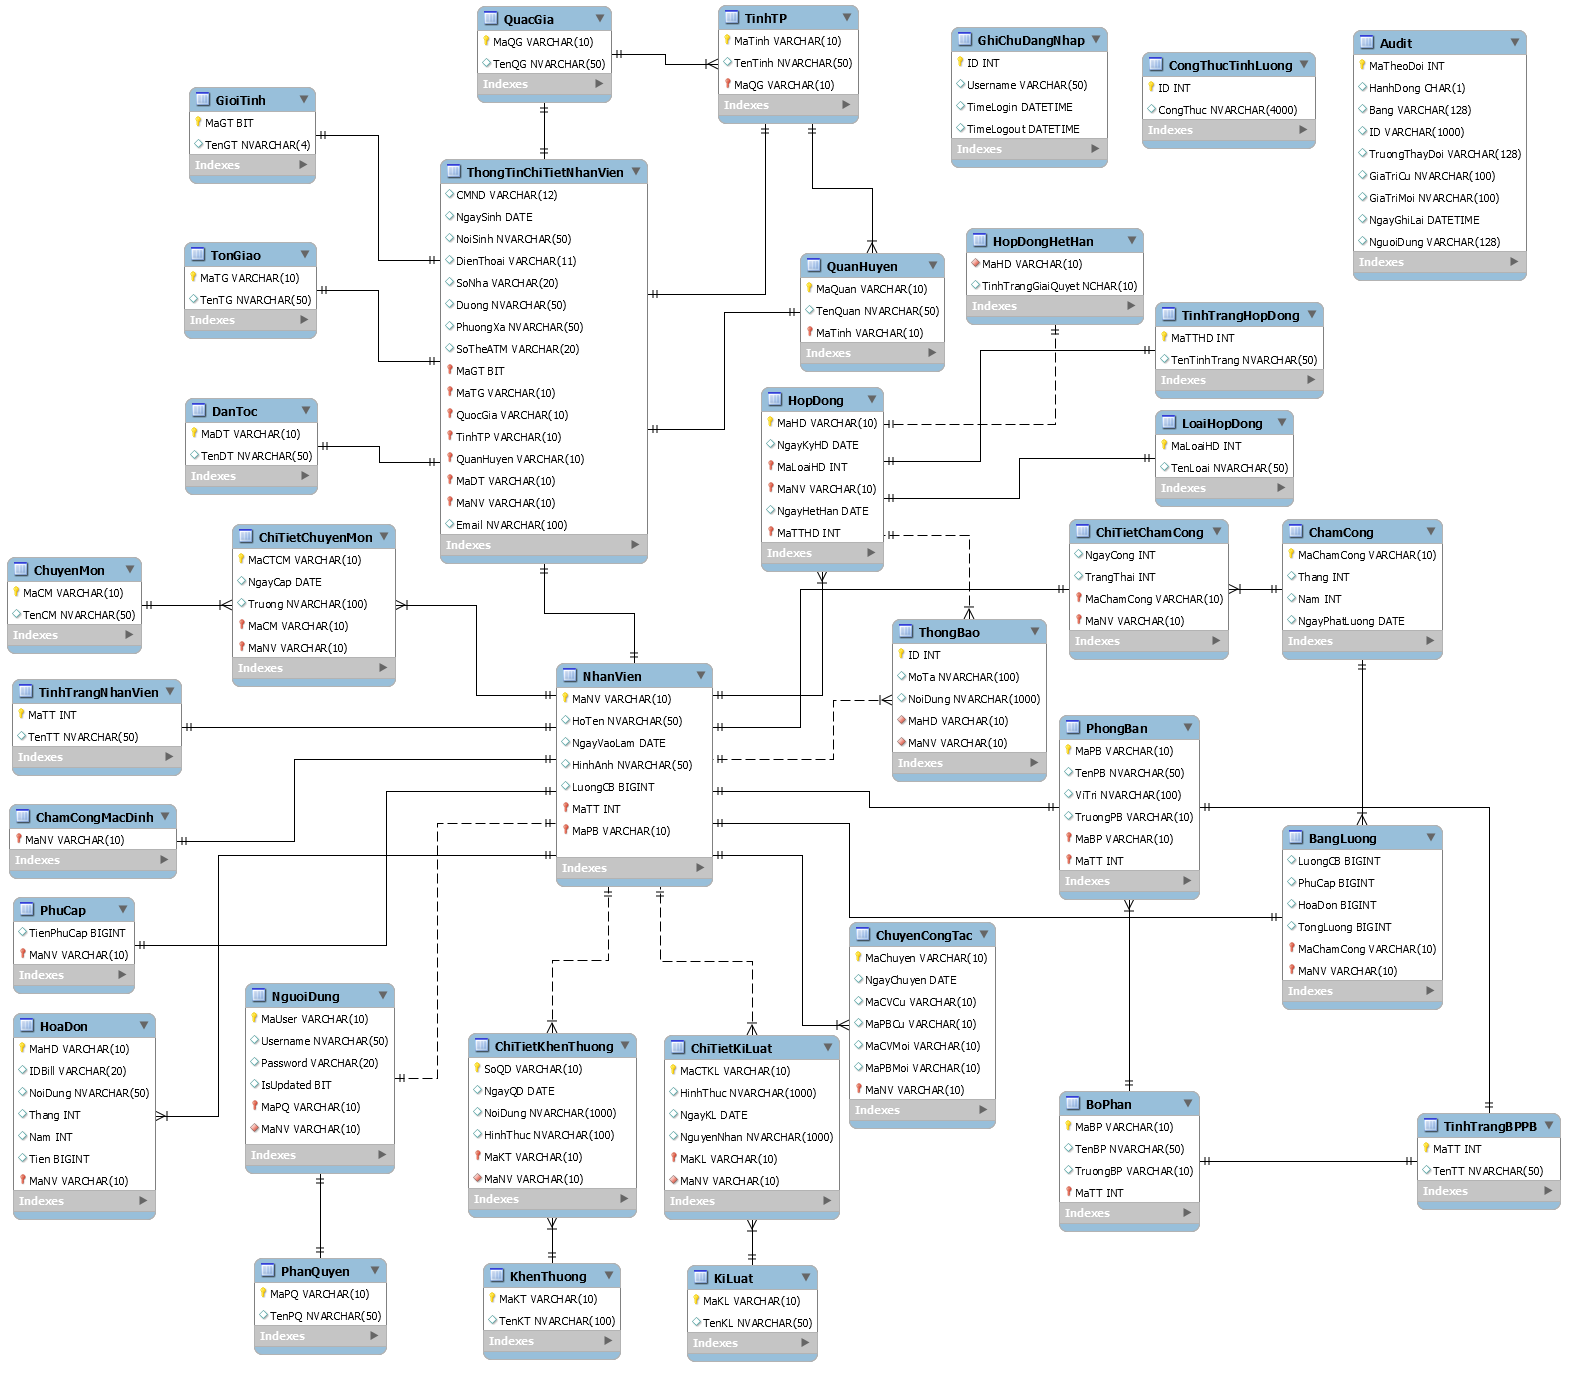 QuacGia
MaQG VARCHAR(10)
TenQG NVARCHAR(50)
Indexes
TinhTP
MaTinh VARCHAR(10)
TenTinh NVARCHAR(50)
MaQG VARCHAR(10)
Indexes
GhiChuDangNhap
ID INT
Username VARCHAR(50)
TimeLogin DATETIME
TimeLogout DATETIME
Indexes
CongThucTinhLuong
ID INT
CongThuc NVARCHAR(4000)
Indexes
Audit
MaTheoDoi INT
HanhDong CHAR(1)
Bang VARCHAR(128)
ID VARCHAR(1000)
TruongThayDoi VARCHAR(128)
GiaTriCu NVARCHAR(100)
GiaTriMoi NVARCHAR(100)
NgayGhiLai DATETIME
NguoiDung VARCHAR(128)
Indexes
GioiTinh
MaGT BIT
TenGT NVARCHAR(4)
Indexes
ThongTinChiTietNhanVien
CMND VARCHAR(12)
NgaySinh DATE
NoiSinh NVARCHAR(50)
DienThoai VARCHAR(11)
SoNha VARCHAR(20)
Duong NVARCHAR(50)
PhuongXa NVARCHAR(50)
SoTheATM VARCHAR(20)
MaGT BIT
MaTG VARCHAR(10)
QuocGia VARCHAR(10)
TinhTP VARCHAR(10)
QuanHuyen VARCHAR(10)
MaDT VARCHAR(10)
MaNV VARCHAR(10)
Email NVARCHAR(100)
Indexes
TonGiao
MaTG VARCHAR(10)
TenTG NVARCHAR(50)
Indexes
QuanHuyen
MaQuan VARCHAR(10)
TenQuan NVARCHAR(50)
MaTinh VARCHAR(10)
Indexes
HopDongHetHan
MaHD VARCHAR(10)
TinhTrangGiaiQuyet NCHAR(10)
Indexes
TinhTrangHopDong
MaTTHD INT
TenTinhTrang NVARCHAR(50)
Indexes
DanToc
MaDT VARCHAR(10)
TenDT NVARCHAR(50)
Indexes
HopDong
MaHD VARCHAR(10)
NgayKyHD DATE
MaLoaiHD INT
MaNV VARCHAR(10)
NgayHetHan DATE
MaTTHD INT
Indexes
LoaiHopDong
MaLoaiHD INT
TenLoai NVARCHAR(50)
Indexes
ChuyenMon
MaCM VARCHAR(10)
TenCM NVARCHAR(50)
Indexes
ChiTietChuyenMon
MaCTCM VARCHAR(10)
NgayCap DATE
Truong NVARCHAR(100)
MaCM VARCHAR(10)
MaNV VARCHAR(10)
Indexes
ChiTietChamCong
NgayCong INT
TrangThai INT
MaChamCong VARCHAR(10)
MaNV VARCHAR(10)
Indexes
ChamCong
MaChamCong VARCHAR(10)
Thang INT
Nam INT
NgayPhatLuong DATE
Indexes
TinhTrangNhanVien
MaTT INT
TenTT NVARCHAR(50)
Indexes
NhanVien
MaNV VARCHAR(10)
HoTen NVARCHAR(50)
NgayVaoLam DATE
HinhAnh NVARCHAR(50)
LuongCB BIGINT
MaTT INT
MaPB VARCHAR(10)
Indexes
ThongBao
ID INT
MoTa NVARCHAR(100)
NoiDung NVARCHAR(1000)
MaHD VARCHAR(10)
MaNV VARCHAR(10)
Indexes
PhongBan
MaPB VARCHAR(10)
TenPB NVARCHAR(50)
ViTri NVARCHAR(100)
TruongPB VARCHAR(10)
MaBP VARCHAR(10)
MaTT INT
Indexes
ChamCongMacDinh
MaNV VARCHAR(10)
Indexes
BangLuong
LuongCB BIGINT
PhuCap BIGINT
HoaDon BIGINT
TongLuong BIGINT
MaChamCong VARCHAR(10)
MaNV VARCHAR(10)
Indexes
PhuCap
TienPhuCap BIGINT
MaNV VARCHAR(10)
Indexes
ChuyenCongTac
MaChuyen VARCHAR(10)
NgayChuyen DATE
MaCVCu VARCHAR(10)
MaPBCu VARCHAR(10)
MaCVMoi VARCHAR(10)
MaPBMoi VARCHAR(10)
MaNV VARCHAR(10)
Indexes
HoaDon
MaHD VARCHAR(10)
IDBill VARCHAR(20)
NoiDung NVARCHAR(50)
Thang INT
Nam INT
Tien BIGINT
MaNV VARCHAR(10)
Indexes
NguoiDung
MaUser VARCHAR(10)
Username NVARCHAR(50)
Password VARCHAR(20)
IsUpdated BIT
MaPQ VARCHAR(10)
MaNV VARCHAR(10)
Indexes
ChiTietKhenThuong
SoQD VARCHAR(10)
NgayQD DATE
NoiDung NVARCHAR(1000)
HinhThuc NVARCHAR(100)
MaKT VARCHAR(10)
MaNV VARCHAR(10)
Indexes
ChiTietKiLuat
MaCTKL VARCHAR(10)
HinhThuc NVARCHAR(1000)
NgayKL DATE
NguyenNhan NVARCHAR(1000)
MaKL VARCHAR(10)
MaNV VARCHAR(10)
Indexes
BoPhan
MaBP VARCHAR(10)
TenBP NVARCHAR(50)
TruongBP VARCHAR(10)
MaTT INT
Indexes
TinhTrangBPPB
MaTT INT
TenTT NVARCHAR(50)
Indexes
PhanQuyen
MaPQ VARCHAR(10)
TenPQ NVARCHAR(50)
Indexes
KhenThuong
MaKT VARCHAR(10)
TenKT NVARCHAR(100)
Indexes
KiLuat
MaKL VARCHAR(10)
TenKL NVARCHAR(50)
Indexes